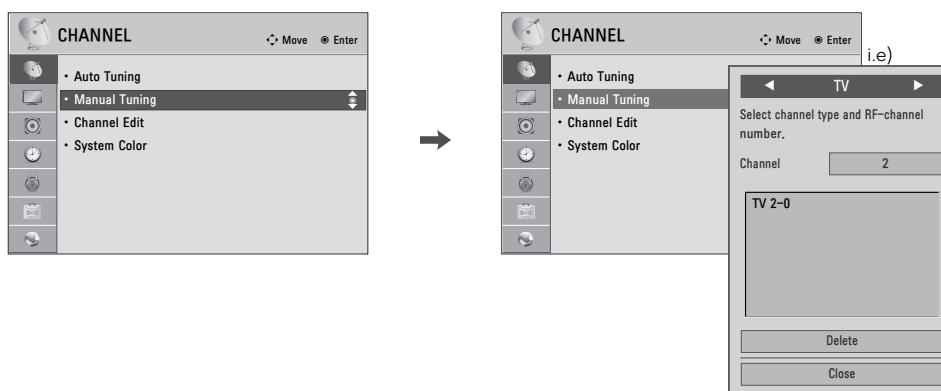 CHANNEL
Move Enter
• Auto Tuning
• Manual Tuning
• Channel Edit
• System Color
CHANNEL
Move Enter
• Auto Tuning
• Manual Tuning
• Channel Edit
• System Color
i.e)
◀ TV ▶
Select channel type and RF-channel
number.
Channel 2
TV 2-0
Delete
Close